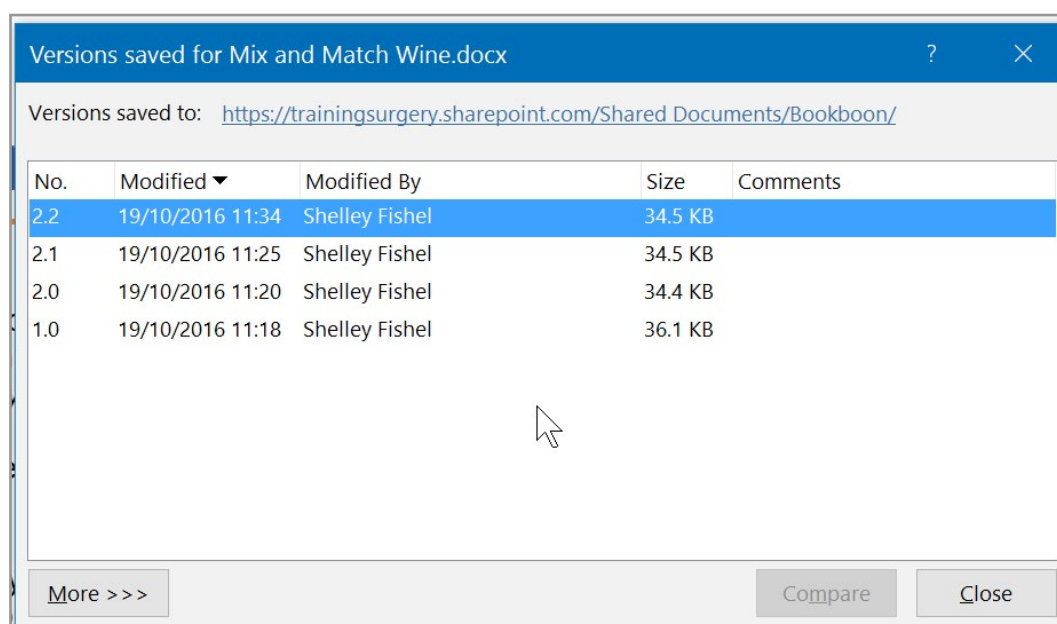 Versions saved for Mix and Match Wine.docx ?
Versions saved to: https://trainingsurgery.sharepoint.com/Shared Documents/Bookboon/
No. Modified Modified By Size Comments
2.2 19/10/2016 11:34 Shelley Fishel 34.5 KB
2.1 19/10/2016 11:25 Shelley Fishel 34.5 KB
2.0 19/10/2016 11:20 Shelley Fishel 34.4 KB
1.0 19/10/2016 11:18 Shelley Fishel 36.1 KB
More >>> Compare Close